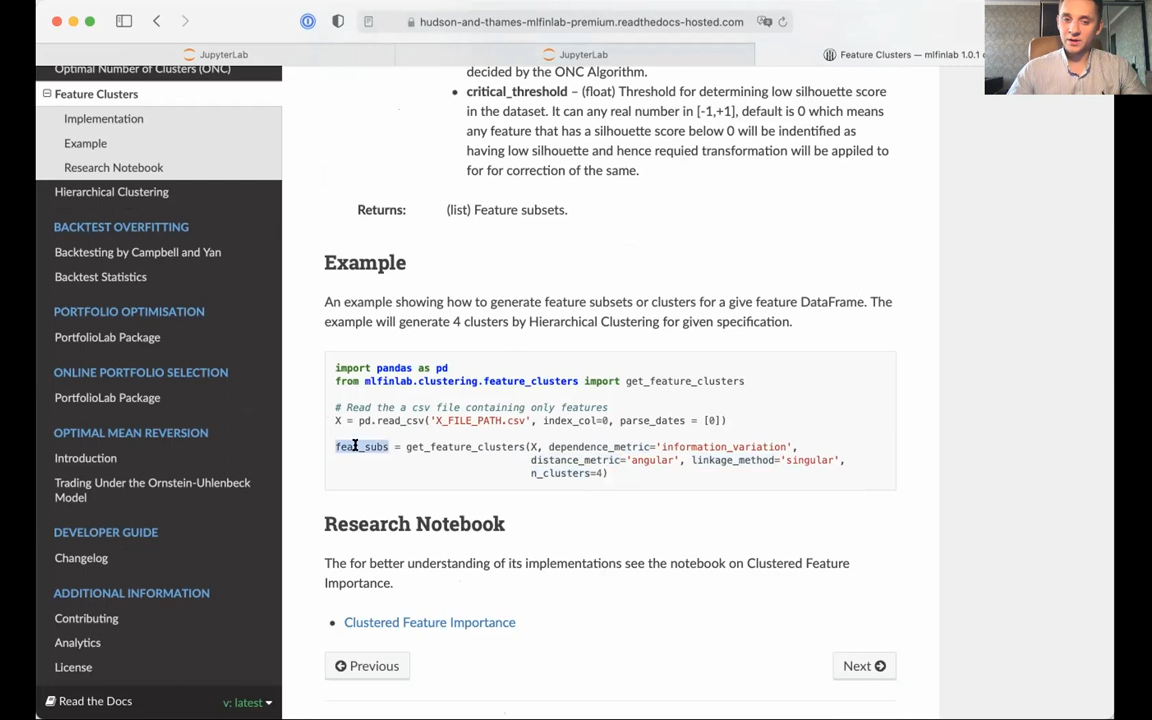 hudson-and-thames-mlfinlab-premium.readthedocs-hosted.com
JupyterLab
JupyterLab
Feature Clusters — mlfinlab 1.0.1
Optimal Number of Clusters (ONC)
Feature Clusters
Implementation
Example
Research Notebook
Hierarchical Clustering
BACKTEST OVERFITTING
Backtesting by Campbell and Yan
Backtest Statistics
PORTFOLIO OPTIMISATION
PortfolioLab Package
ONLINE PORTFOLIO SELECTION
PortfolioLab Package
OPTIMAL MEAN REVERSION
Introduction
Trading Under the Ornstein-Uhlenbeck
Model
DEVELOPER GUIDE
Changelog
ADDITIONAL INFORMATION
Contributing
Analytics
License
Read the Docs
v: latest
decided by the ONC Algorithm.
• critical_threshold – (float) Threshold for determining low silhouette score
in the dataset. It can any real number in [-1,+1], default is 0 which means
any feature that has a silhouette score below 0 will be indentified as
having low silhouette and hence requied transformation will be appiled to
for for correction of the same.
Returns: (list) Feature subsets.
Example
An example showing how to generate feature subsets or clusters for a give feature DataFrame. The
example will generate 4 clusters by Hierarchical Clustering for given specification.
import pandas as pd
from mlfinlab.clustering.feature_clusters import get_feature_clusters
# Read the a csv file containing only features
X = pd.read_csv('X_FILE_PATH.csv', index_col=0, parse_dates = [0])
feat_subs = get_feature_clusters(X, dependence_metric='information_variation',
distance_metric='angular', linkage_method='singular',
n_clusters=4)
Research Notebook
The for better understanding of its implementations see the notebook on Clustered Feature
Importance.
• Clustered Feature Importance
Previous
Next